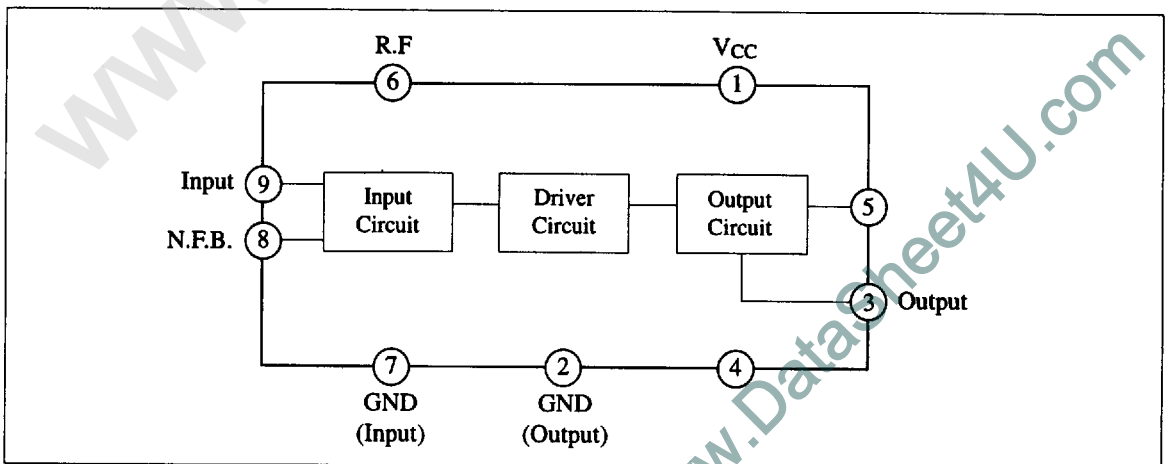 R.F
6
VCC
1
Input
9
Input
Circuit
Driver
Circuit
Output
Circuit
5
N.F.B.
8
3
Output
7
2
4
GND
(Input)
GND
(Output)
www
w.DataSheet4U.com